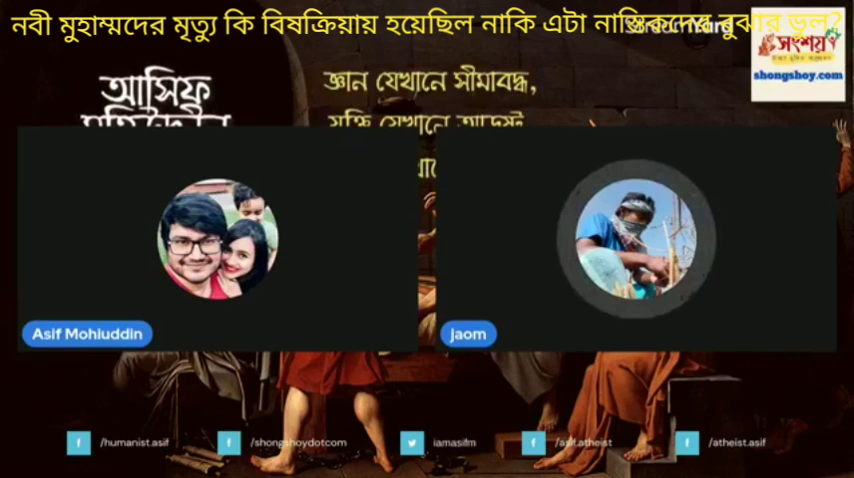 নবী মুহাম্মদের মৃত্যু কি বিষক্রিয়ায় হয়েছিল নাকি এটা নাস্তিকদের বুঝার ভুল?
সংশয়
shongshoy.com
আসিফ
জ্ঞান যেখানে সীমাবদ্ধ,
যেখানে
Asif Mohiuddin
jaom
/humanist.asif
/shongshoydotcom
iamasifm
/asif.atheist
/atheist.asif